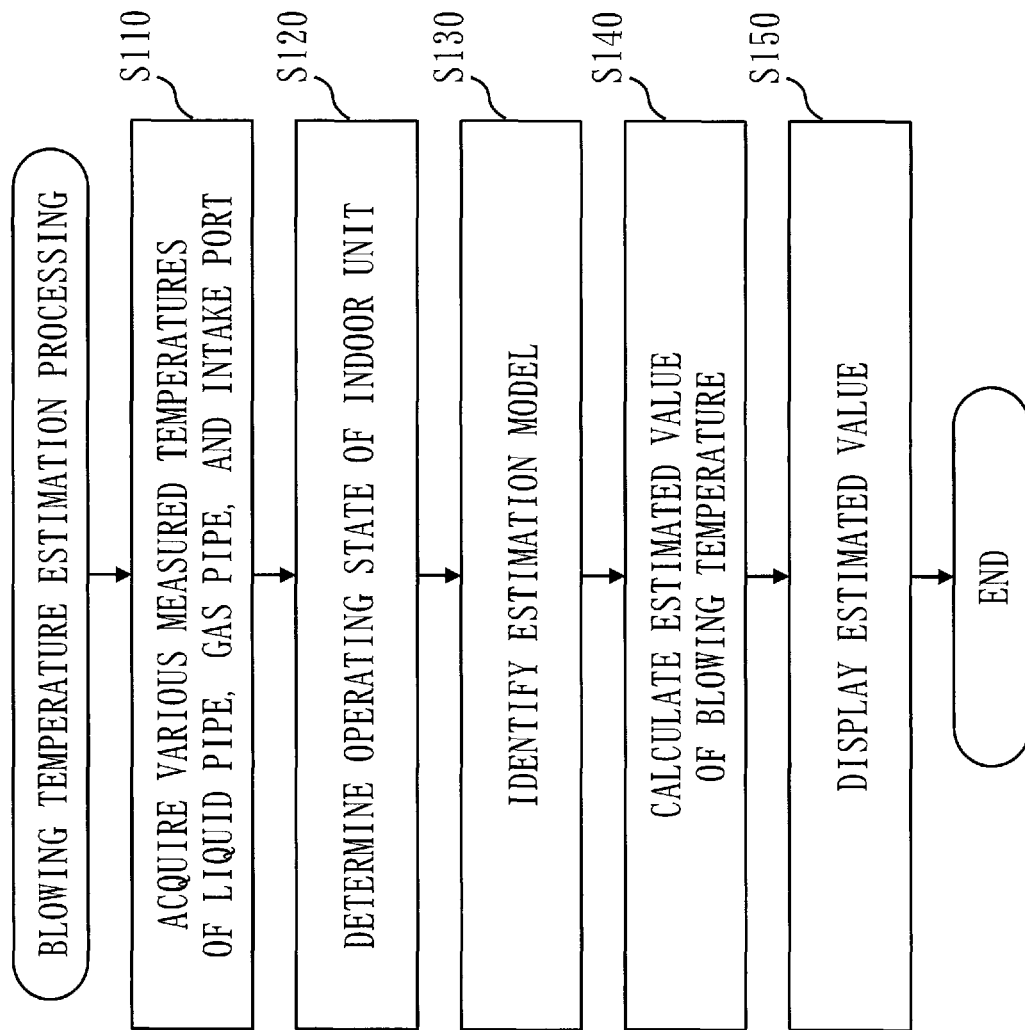 BLOWING TEMPERATURE ESTIMATION PROCESSING
S110
ACQUIRE VARIOUS MEASURED TEMPERATURES
OF LIQUID PIPE, GAS PIPE, AND INTAKE PORT
S120
DETERMINE OPERATING STATE OF INDOOR UNIT
S130
IDENTIFY ESTIMATION MODEL
S140
CALCULATE ESTIMATED VALUE
OF BLOWING TEMPERATURE
S150
DISPLAY ESTIMATED VALUE
END